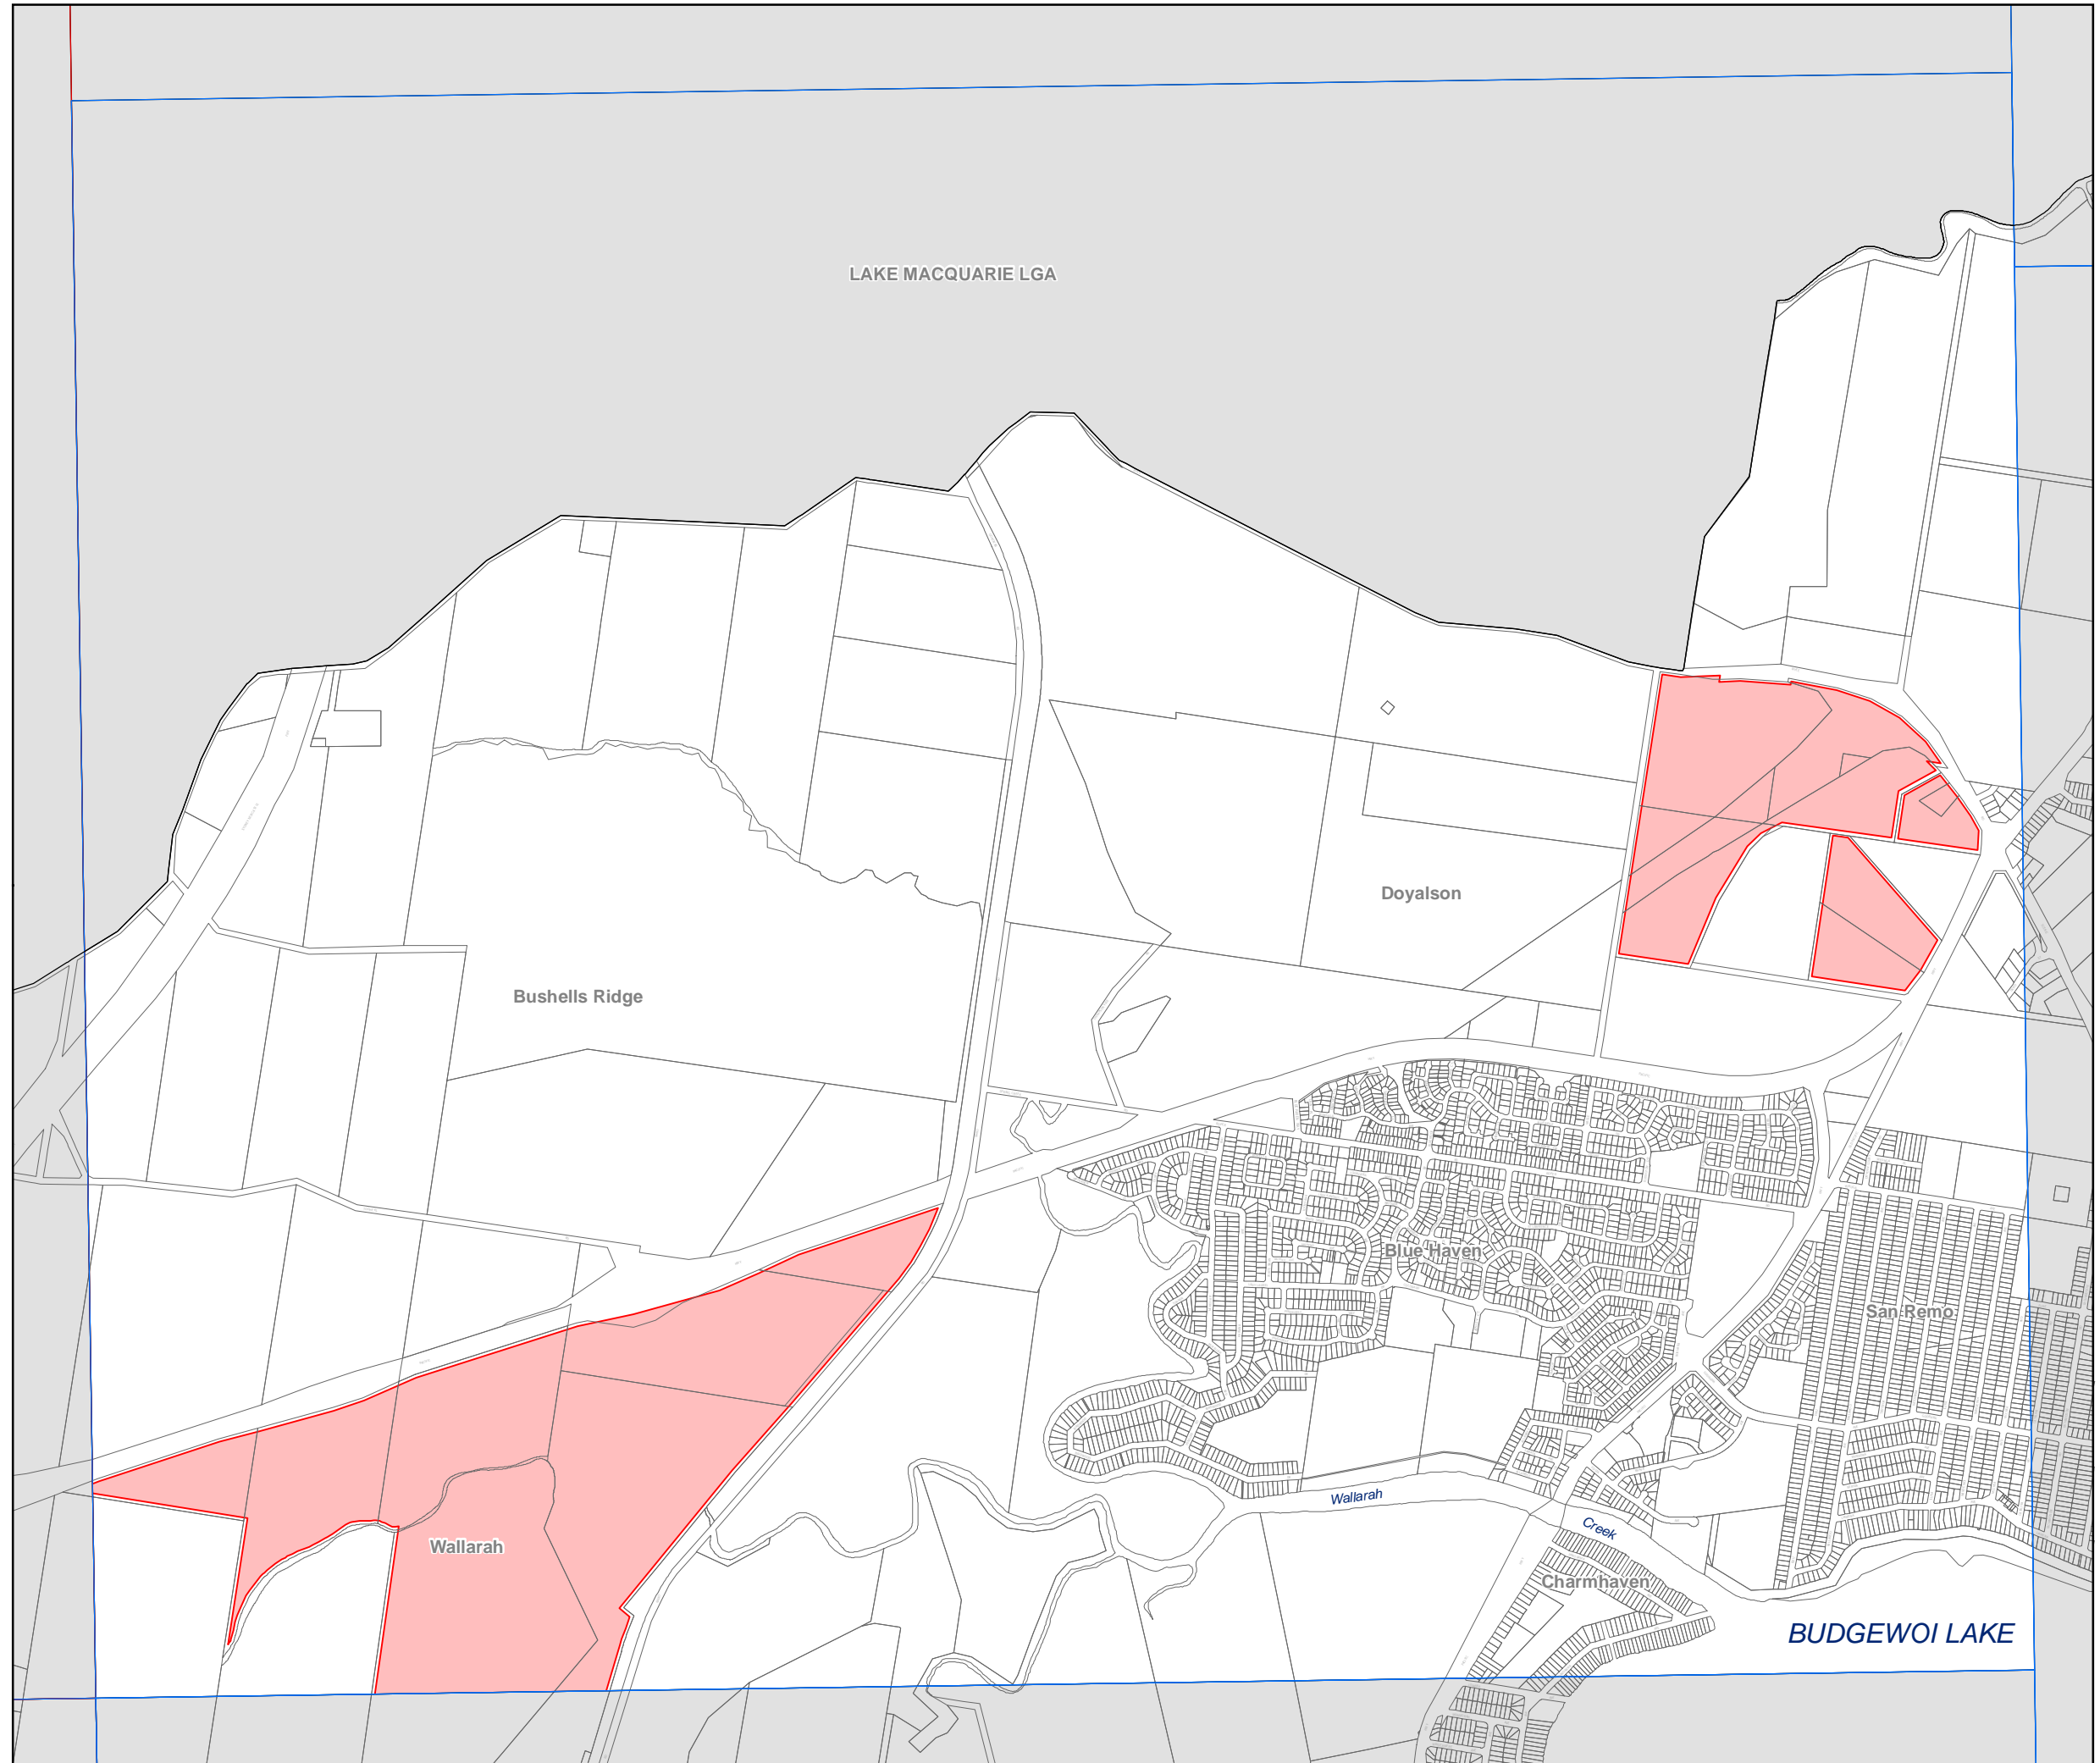 LAKE MACQUARIE LGA
Doyalson
Bushells Ridge
Blue Haven
San Remo
Wallarah
Wallarah
Creek
Charmhaven
BUDGEWOI LAKE